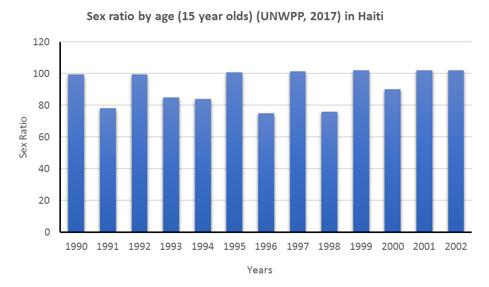 Sex ratio by age (15 year olds) (UNWPP, 2017) in Haiti
120
100
80
60
40
20
0
Sex Ratio
1990 1991 1992 1993 1994 1995 1996 1997 1998 1999 2000 2001 2002
Years